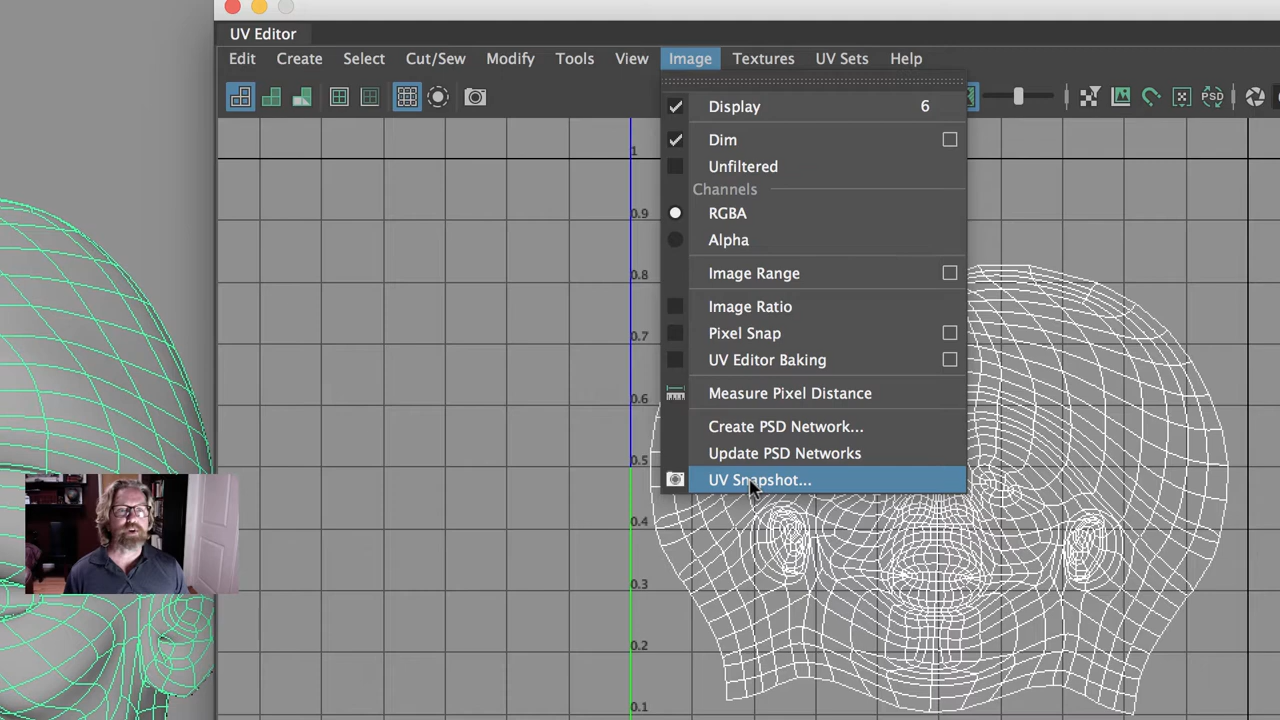 UV Editor
Edit Create Select Cut/Sew Modify Tools View Image Textures UV Sets Help
PSD
Display 6
Dim
Unfiltered
Channels
RGBA
Alpha
Image Range
Image Ratio
Pixel Snap
UV Editor Baking
Measure Pixel Distance
Create PSD Network...
Update PSD Networks
UV Snapshot...
1
0.9
0.8
0.7
0.6
0.5
0.4
0.3
0.2
0.1